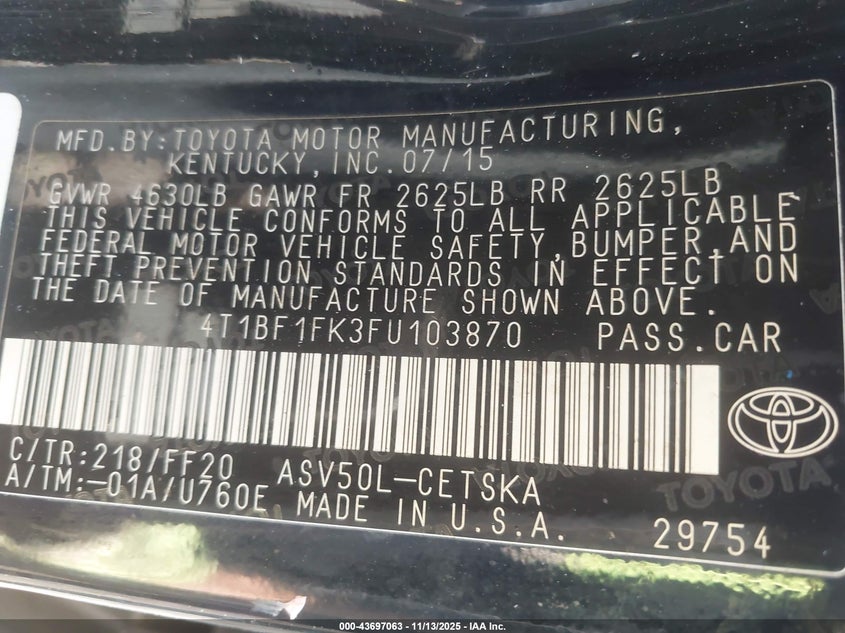 MFD.BY:TOYOTA MOTOR MANUFACTURING,
KENTUCKY,INC.07/15
GVWR 4630LB GAWR FR 2625LB RR 2625LB
THIS VEHICLE CONFORMS TO ALL APPLICABLE
FEDERAL MOTOR VEHICLE SAFETY,BUMPER,AND
THEFT PREVENTION STANDARDS IN EFFECT ON
THE DATE OF MANUFACTURE SHOWN ABOVE.
4T1BF1FK3FU103870 PASS.CAR
C/TR:218/FF20 ASV50L-CETSKA
A/TM:-01A/U760E MADE IN U.S.A. 29754
TOYOTA
000-43697063 — 11/13/2025 - IAA Inc.